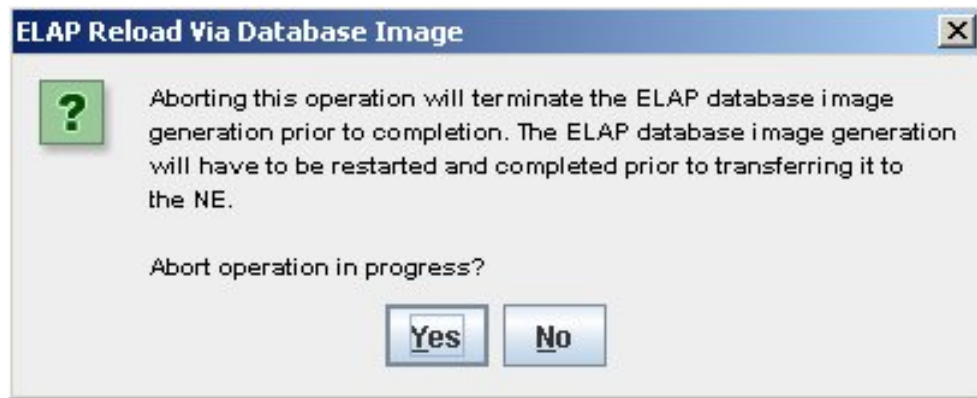 ELAP Reload Via Database Image
Aborting this operation will terminate the ELAP database image
generation prior to completion. The ELAP database image generation
will have to be restarted and completed prior to transferring it to
the NE.
Abort operation in progress?
Yes No